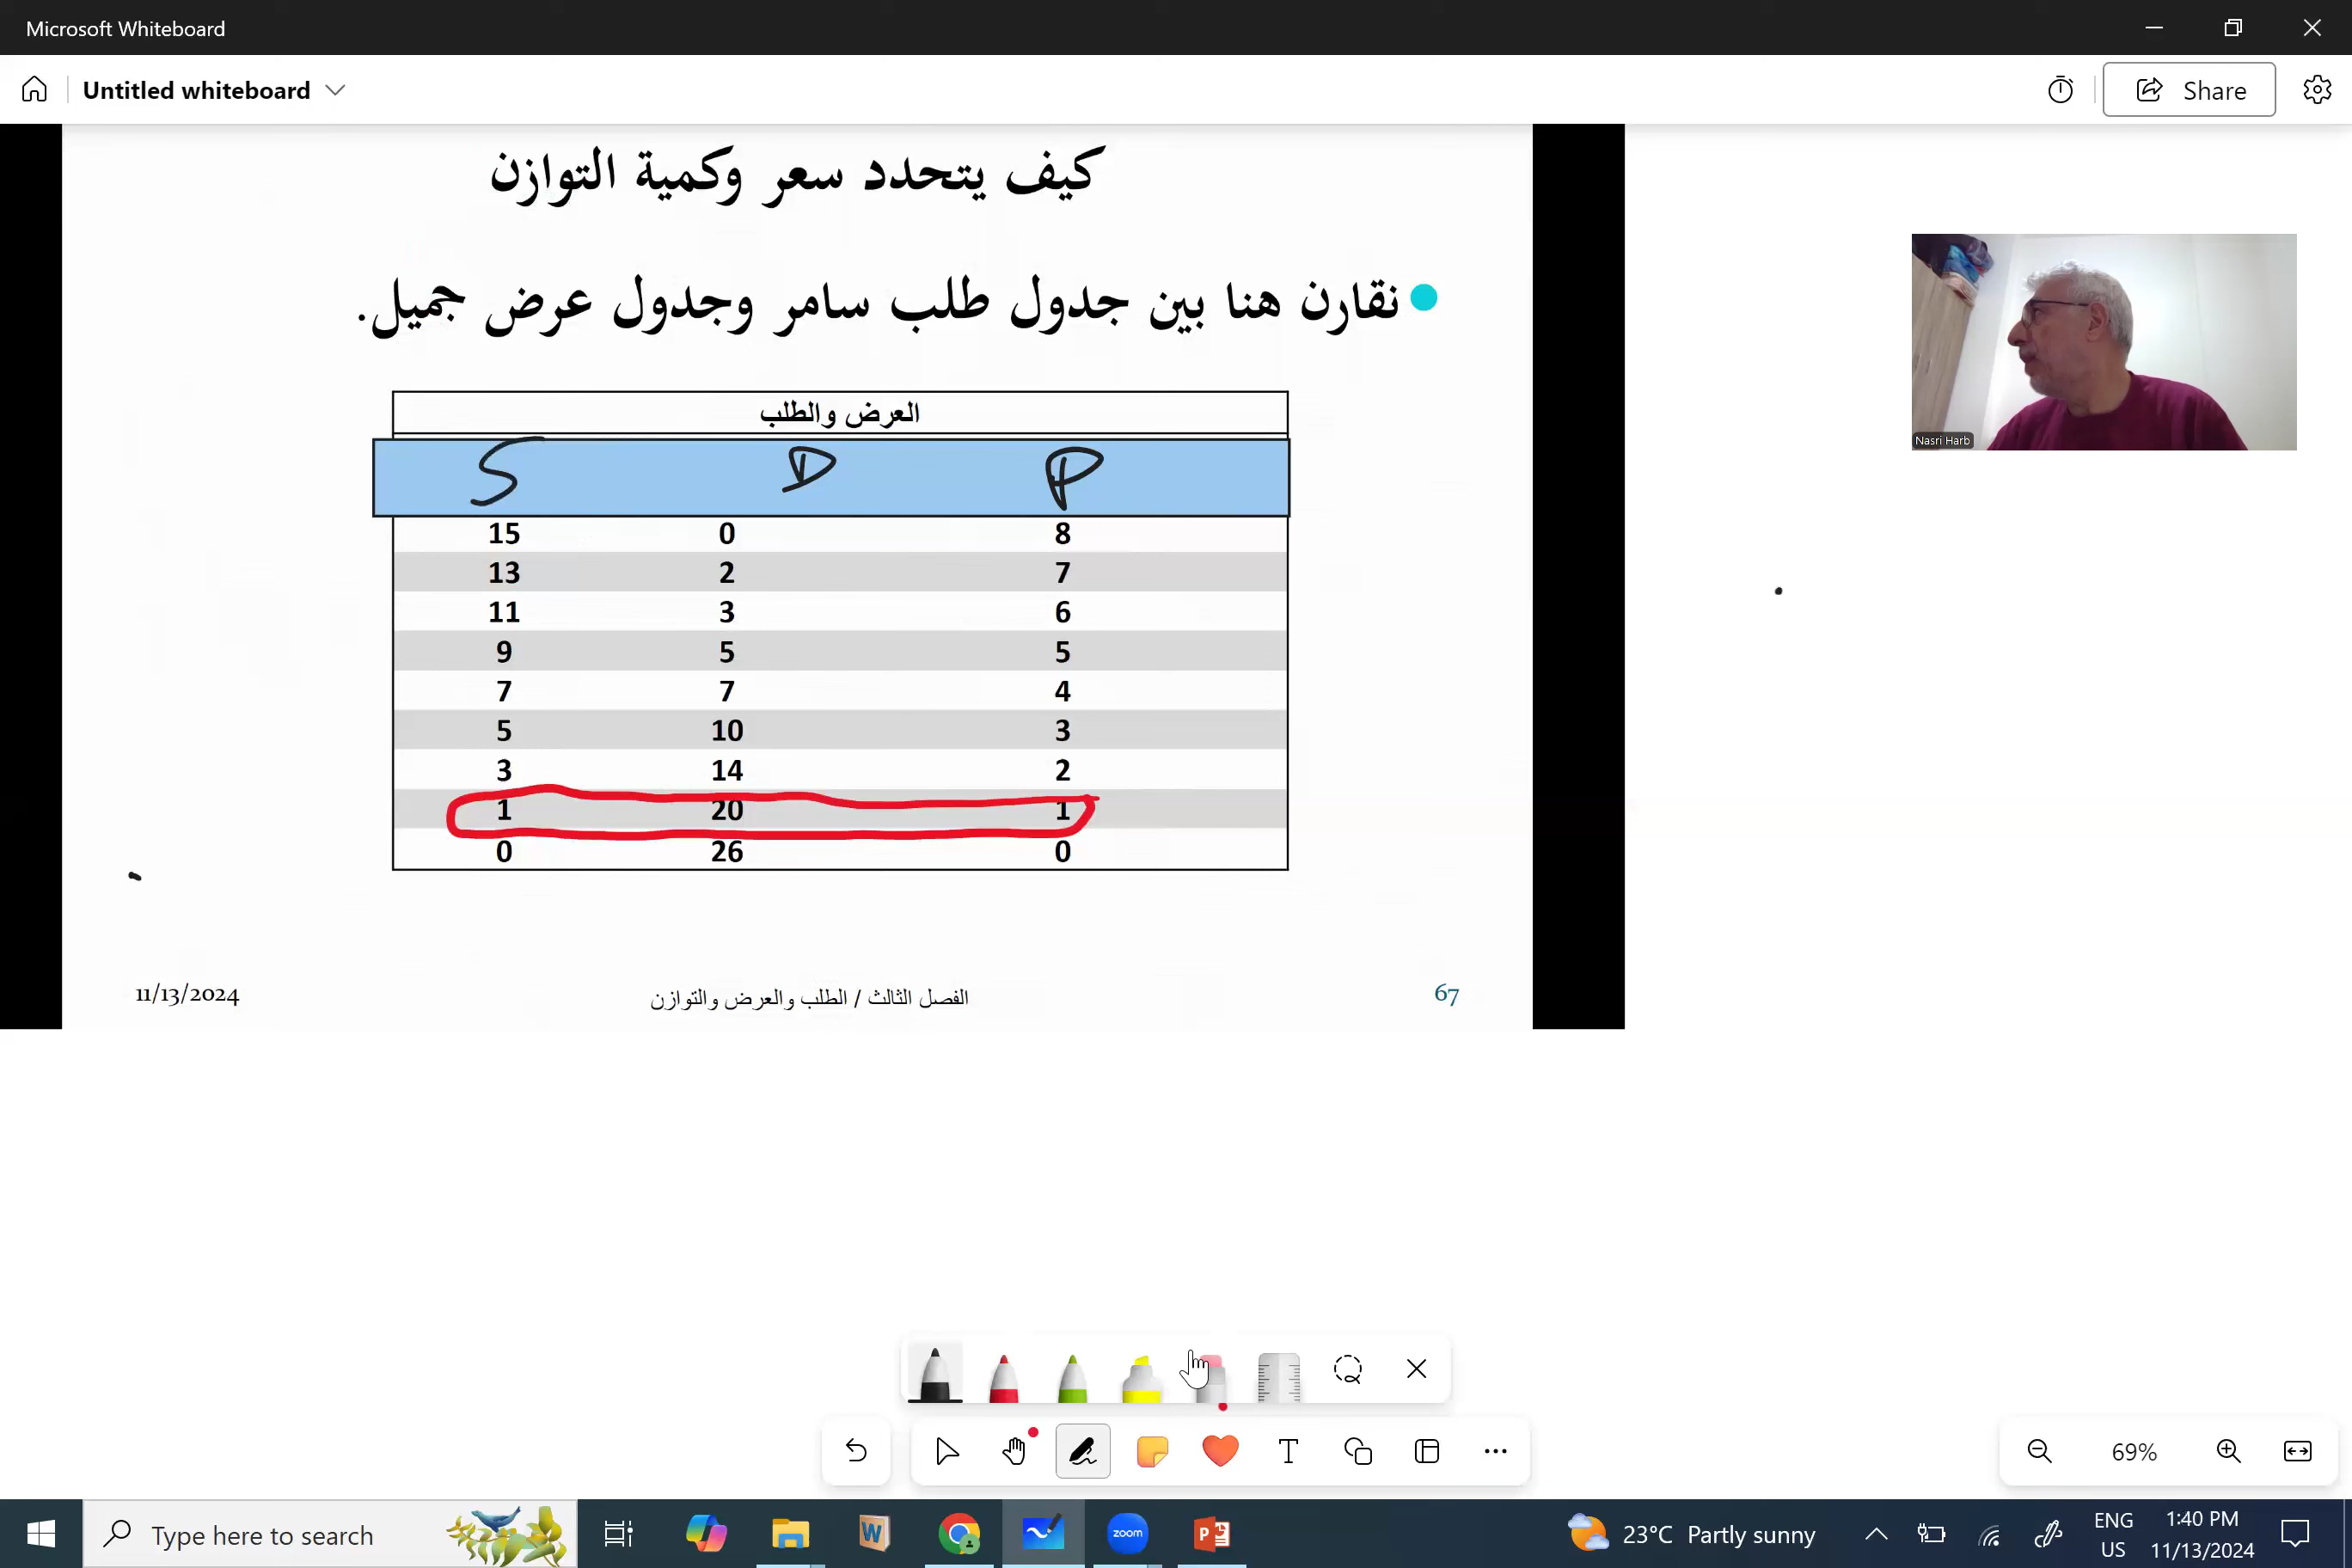 Microsoft Whiteboard
Untitled whiteboard
Share
كيف يتحدد سعر وكمية التوازن
نقارن هنا بين جدول طلب سامر وجدول عرض جميل.
Nasri Harb
العرض والطلب
S D P
15 0 8
13 2 7
11 3 6
9 5 5
7 7 4
5 10 3
3 14 2
1 20 1
0 26 0
11/13/2024 الفصل الثالث / الطلب والعرض والتوازن 67
69%
Type here to search
W
zoom
P
23°C Partly sunny
ENG
US
1:40 PM
11/13/2024